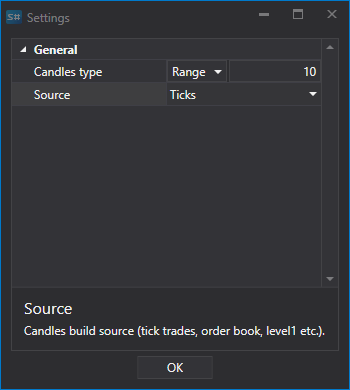 S# Settings
General
Candles type Range 10
Source Ticks
Source
Candles build source (tick trades, order book, level1 etc.).
OK